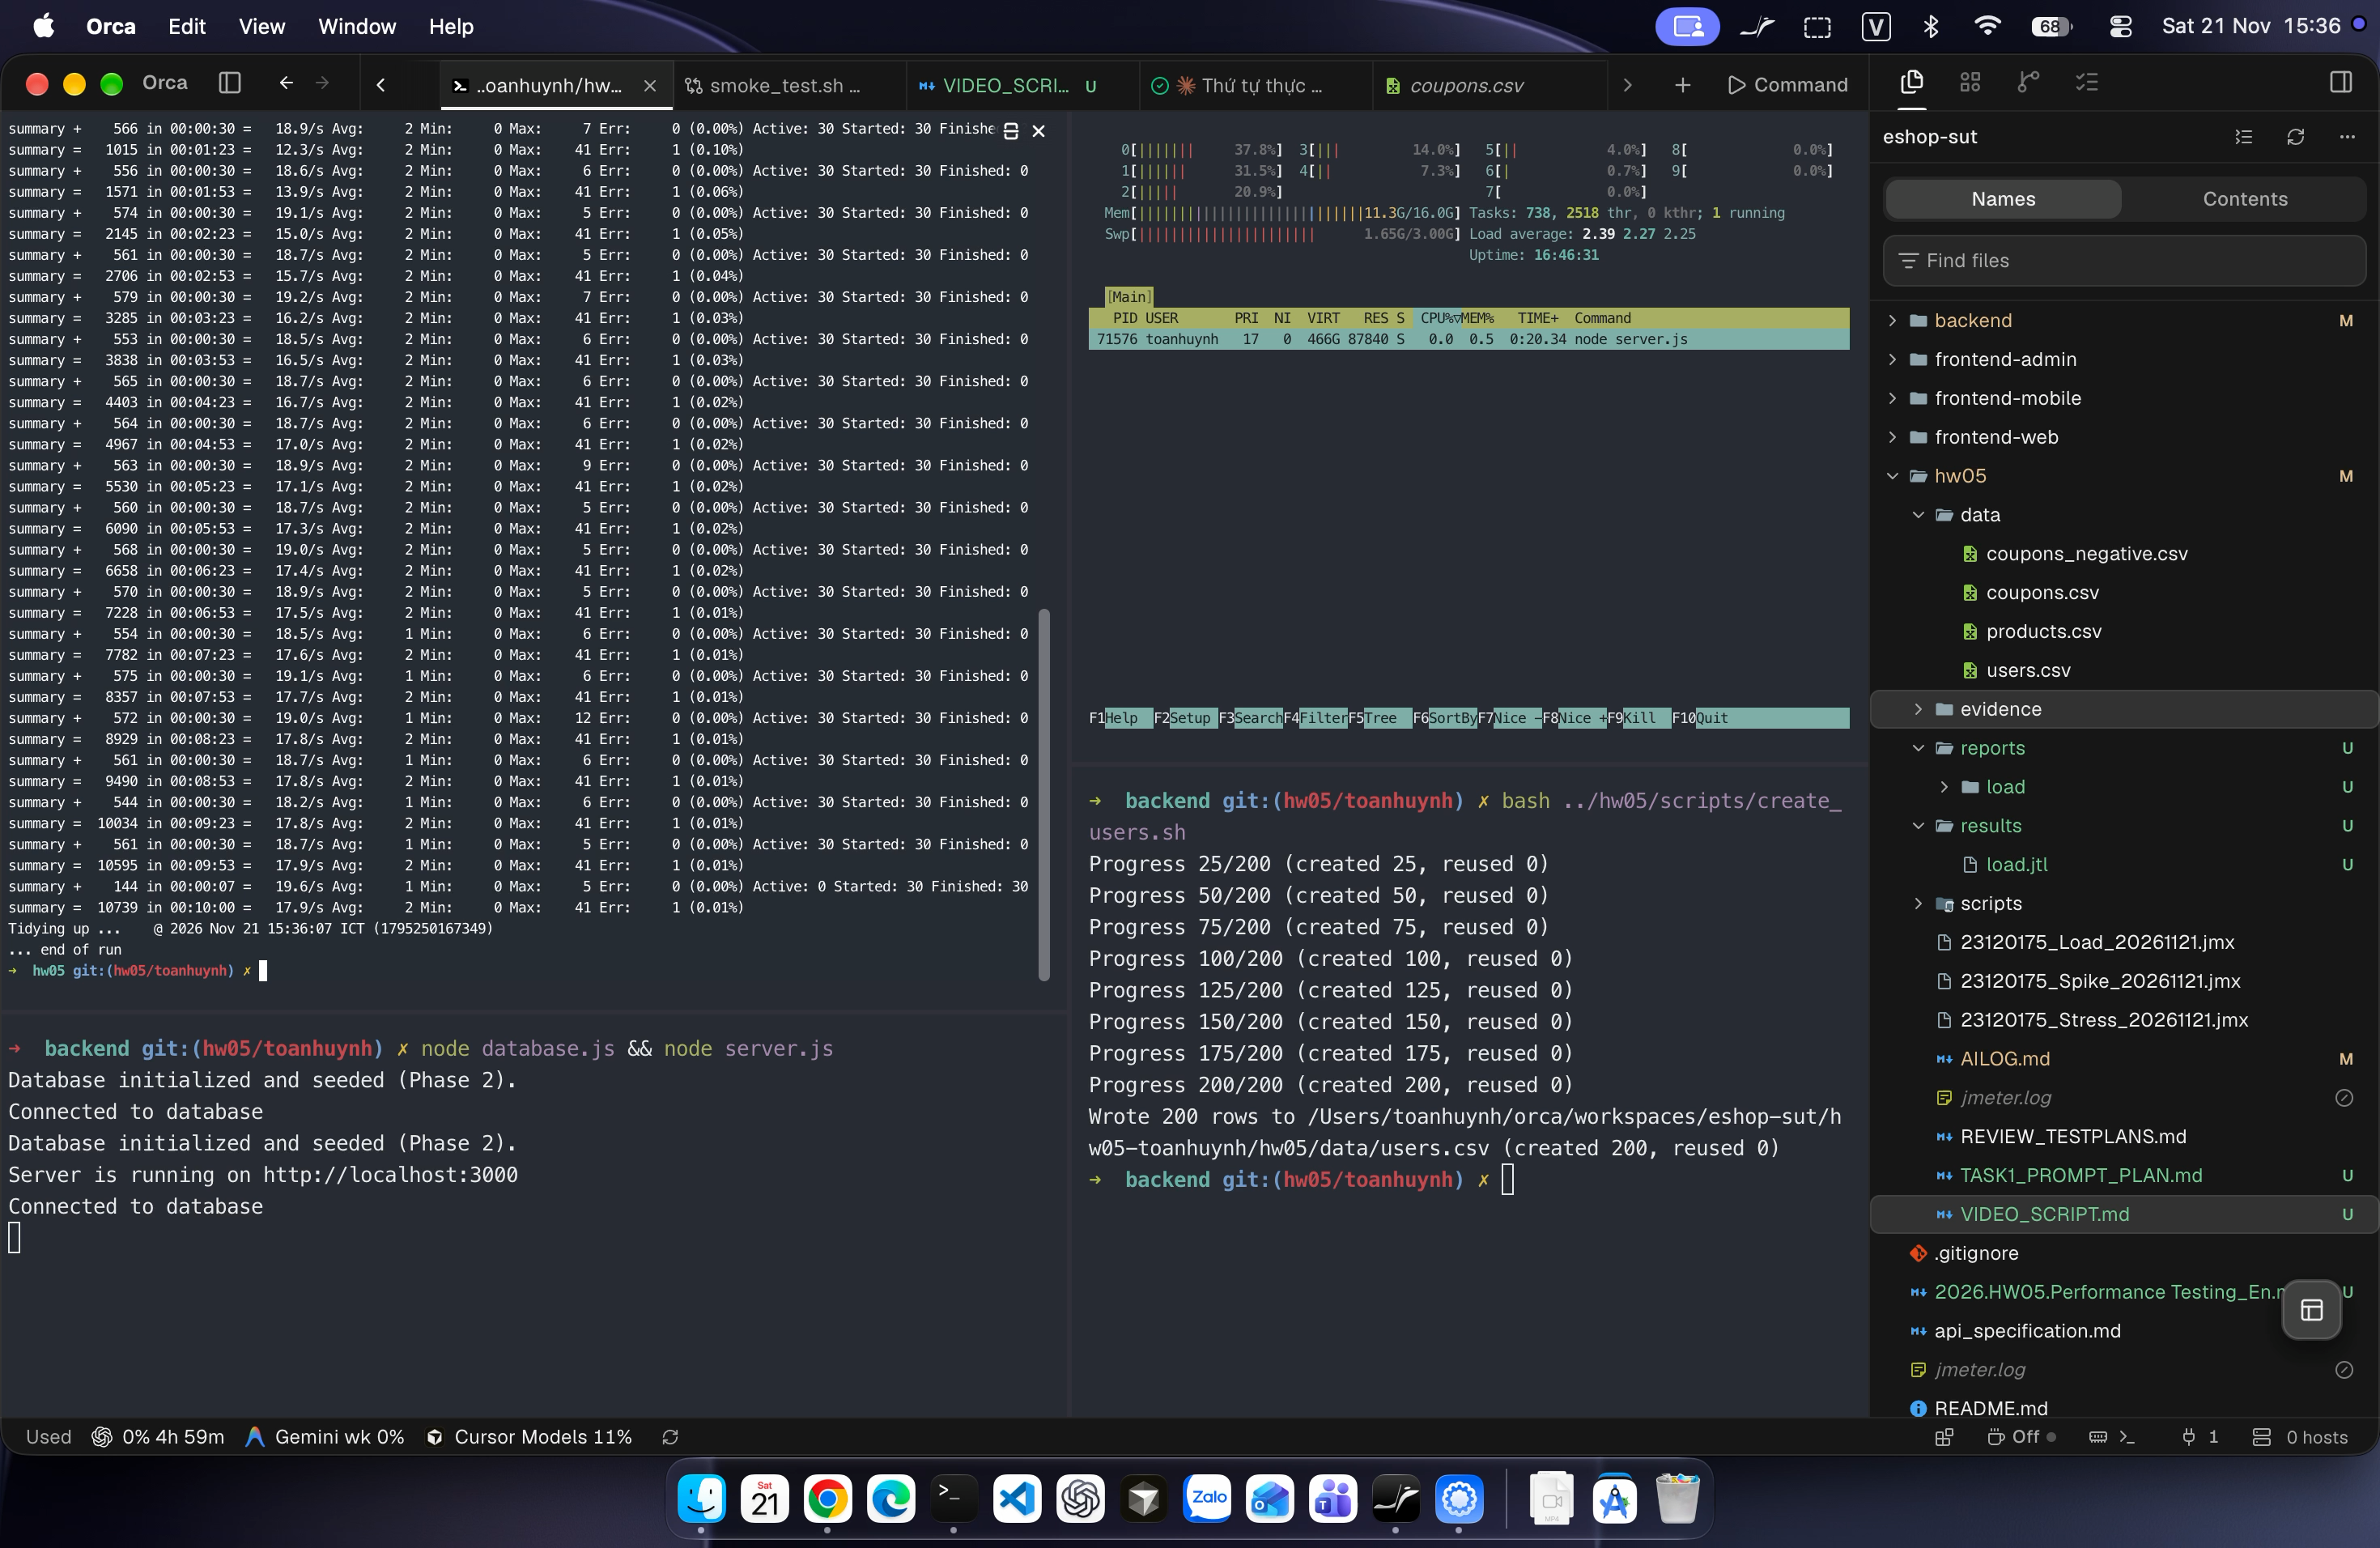 Orca Edit View Window Help
68 Sat 21 Nov 15:36
Orca
..oanhuynh/hw...
smoke_test.sh ...
VIDEO_SCRI... U
Thứ tự thực ...
coupons.csv
Command
summary + 566 in 00:00:30 = 18.9/s Avg: 2 Min: 0 Max: 7 Err: 0 (0.00%) Active: 30 Started: 30 Finishe
summary = 1015 in 00:01:23 = 12.3/s Avg: 2 Min: 0 Max: 41 Err: 1 (0.10%)
summary + 556 in 00:00:30 = 18.6/s Avg: 2 Min: 0 Max: 6 Err: 0 (0.00%) Active: 30 Started: 30 Finished: 0
summary = 1571 in 00:01:53 = 13.9/s Avg: 2 Min: 0 Max: 41 Err: 1 (0.06%)
summary + 574 in 00:00:30 = 19.1/s Avg: 2 Min: 0 Max: 5 Err: 0 (0.00%) Active: 30 Started: 30 Finished: 0
summary = 2145 in 00:02:23 = 15.0/s Avg: 2 Min: 0 Max: 41 Err: 1 (0.05%)
summary + 561 in 00:00:30 = 18.7/s Avg: 2 Min: 0 Max: 5 Err: 0 (0.00%) Active: 30 Started: 30 Finished: 0
summary = 2706 in 00:02:53 = 15.7/s Avg: 2 Min: 0 Max: 41 Err: 1 (0.04%)
summary + 579 in 00:00:30 = 19.2/s Avg: 2 Min: 0 Max: 7 Err: 0 (0.00%) Active: 30 Started: 30 Finished: 0
summary = 3285 in 00:03:23 = 16.2/s Avg: 2 Min: 0 Max: 41 Err: 1 (0.03%)
summary + 553 in 00:00:30 = 18.5/s Avg: 2 Min: 0 Max: 6 Err: 0 (0.00%) Active: 30 Started: 30 Finished: 0
summary = 3838 in 00:03:53 = 16.5/s Avg: 2 Min: 0 Max: 41 Err: 1 (0.03%)
summary + 565 in 00:00:30 = 18.7/s Avg: 2 Min: 0 Max: 6 Err: 0 (0.00%) Active: 30 Started: 30 Finished: 0
summary = 4403 in 00:04:23 = 16.7/s Avg: 2 Min: 0 Max: 41 Err: 1 (0.02%)
summary + 564 in 00:00:30 = 18.7/s Avg: 2 Min: 0 Max: 6 Err: 0 (0.00%) Active: 30 Started: 30 Finished: 0
summary = 4967 in 00:04:53 = 17.0/s Avg: 2 Min: 0 Max: 41 Err: 1 (0.02%)
summary + 563 in 00:00:30 = 18.9/s Avg: 2 Min: 0 Max: 9 Err: 0 (0.00%) Active: 30 Started: 30 Finished: 0
summary = 5530 in 00:05:23 = 17.1/s Avg: 2 Min: 0 Max: 41 Err: 1 (0.02%)
summary + 560 in 00:00:30 = 18.7/s Avg: 2 Min: 0 Max: 5 Err: 0 (0.00%) Active: 30 Started: 30 Finished: 0
summary = 6090 in 00:05:53 = 17.3/s Avg: 2 Min: 0 Max: 41 Err: 1 (0.02%)
summary + 568 in 00:00:30 = 19.0/s Avg: 2 Min: 0 Max: 5 Err: 0 (0.00%) Active: 30 Started: 30 Finished: 0
summary = 6658 in 00:06:23 = 17.4/s Avg: 2 Min: 0 Max: 41 Err: 1 (0.02%)
summary + 570 in 00:00:30 = 18.9/s Avg: 2 Min: 0 Max: 5 Err: 0 (0.00%) Active: 30 Started: 30 Finished: 0
summary = 7228 in 00:06:53 = 17.5/s Avg: 2 Min: 0 Max: 41 Err: 1 (0.01%)
summary + 554 in 00:00:30 = 18.5/s Avg: 1 Min: 0 Max: 6 Err: 0 (0.00%) Active: 30 Started: 30 Finished: 0
summary = 7782 in 00:07:23 = 17.6/s Avg: 2 Min: 0 Max: 41 Err: 1 (0.01%)
summary + 575 in 00:00:30 = 19.1/s Avg: 1 Min: 0 Max: 6 Err: 0 (0.00%) Active: 30 Started: 30 Finished: 0
summary = 8357 in 00:07:53 = 17.7/s Avg: 2 Min: 0 Max: 41 Err: 1 (0.01%)
summary + 572 in 00:00:30 = 19.0/s Avg: 1 Min: 0 Max: 12 Err: 0 (0.00%) Active: 30 Started: 30 Finished: 0
summary = 8929 in 00:08:23 = 17.8/s Avg: 2 Min: 0 Max: 41 Err: 1 (0.01%)
summary + 561 in 00:00:30 = 18.7/s Avg: 1 Min: 0 Max: 6 Err: 0 (0.00%) Active: 30 Started: 30 Finished: 0
summary = 9490 in 00:08:53 = 17.8/s Avg: 2 Min: 0 Max: 41 Err: 1 (0.01%)
summary + 544 in 00:00:30 = 18.2/s Avg: 1 Min: 0 Max: 6 Err: 0 (0.00%) Active: 30 Started: 30 Finished: 0
summary = 10034 in 00:09:23 = 17.8/s Avg: 2 Min: 0 Max: 41 Err: 1 (0.01%)
summary + 561 in 00:00:30 = 18.7/s Avg: 1 Min: 0 Max: 5 Err: 0 (0.00%) Active: 30 Started: 30 Finished: 0
summary = 10595 in 00:09:53 = 17.9/s Avg: 2 Min: 0 Max: 41 Err: 1 (0.01%)
summary + 144 in 00:00:07 = 19.6/s Avg: 1 Min: 0 Max: 5 Err: 0 (0.00%) Active: 0 Started: 30 Finished: 30
summary = 10739 in 00:10:00 = 17.9/s Avg: 2 Min: 0 Max: 41 Err: 1 (0.01%)
Tidying up ... @ 2026 Nov 21 15:36:07 ICT (1795250167349)
... end of run
➜ hw05 git:(hw05/toanhuynh) ✗
➜ backend git:(hw05/toanhuynh) ✗ node database.js && node server.js
Database initialized and seeded (Phase 2).
Connected to database
Database initialized and seeded (Phase 2).
Server is running on http://localhost:3000
Connected to database
0[|||||||37.8%] 3[|||14.0%] 5[||4.0%] 8[0.0%]
1[||||||31.5%] 4[||7.3%] 6[|0.7%] 9[0.0%]
2[|||||20.9%] 7[0.0%]
Mem[||||||||||||||||||||||||||||11.3G/16.0G] Tasks: 738, 2518 thr, 0 kthr; 1 running
Swp[||||||||||||||||||||||1.65G/3.00G] Load average: 2.39 2.27 2.25
Uptime: 16:46:31
[Main]
PID USER PRI NI VIRT RES S CPU%▽MEM% TIME+ Command
71576 toanhuynh 17 0 466G 87840 S 0.0 0.5 0:20.34 node server.js
F1Help F2Setup F3SearchF4FilterF5Tree F6SortByF7Nice -F8Nice +F9Kill F10Quit
➜ backend git:(hw05/toanhuynh) ✗ bash ../hw05/scripts/create_
users.sh
Progress 25/200 (created 25, reused 0)
Progress 50/200 (created 50, reused 0)
Progress 75/200 (created 75, reused 0)
Progress 100/200 (created 100, reused 0)
Progress 125/200 (created 125, reused 0)
Progress 150/200 (created 150, reused 0)
Progress 175/200 (created 175, reused 0)
Progress 200/200 (created 200, reused 0)
Wrote 200 rows to /Users/toanhuynh/orca/workspaces/eshop-sut/h
w05-toanhuynh/hw05/data/users.csv (created 200, reused 0)
➜ backend git:(hw05/toanhuynh) ✗
eshop-sut
Names Contents
Find files
backend M
frontend-admin
frontend-mobile
frontend-web
hw05 M
data
coupons_negative.csv
coupons.csv
products.csv
users.csv
evidence
reports U
load U
results U
load.jtl U
scripts
23120175_Load_20261121.jmx
23120175_Spike_20261121.jmx
23120175_Stress_20261121.jmx
AILOG.md M
jmeter.log
REVIEW_TESTPLANS.md
TASK1_PROMPT_PLAN.md U
VIDEO_SCRIPT.md U
.gitignore
2026.HW05.Performance Testing_En.m U
api_specification.md
jmeter.log
README.md
Used 0% 4h 59m Gemini wk 0% Cursor Models 11%
Off 1 0 hosts
Sat
21
Zalo
MP4